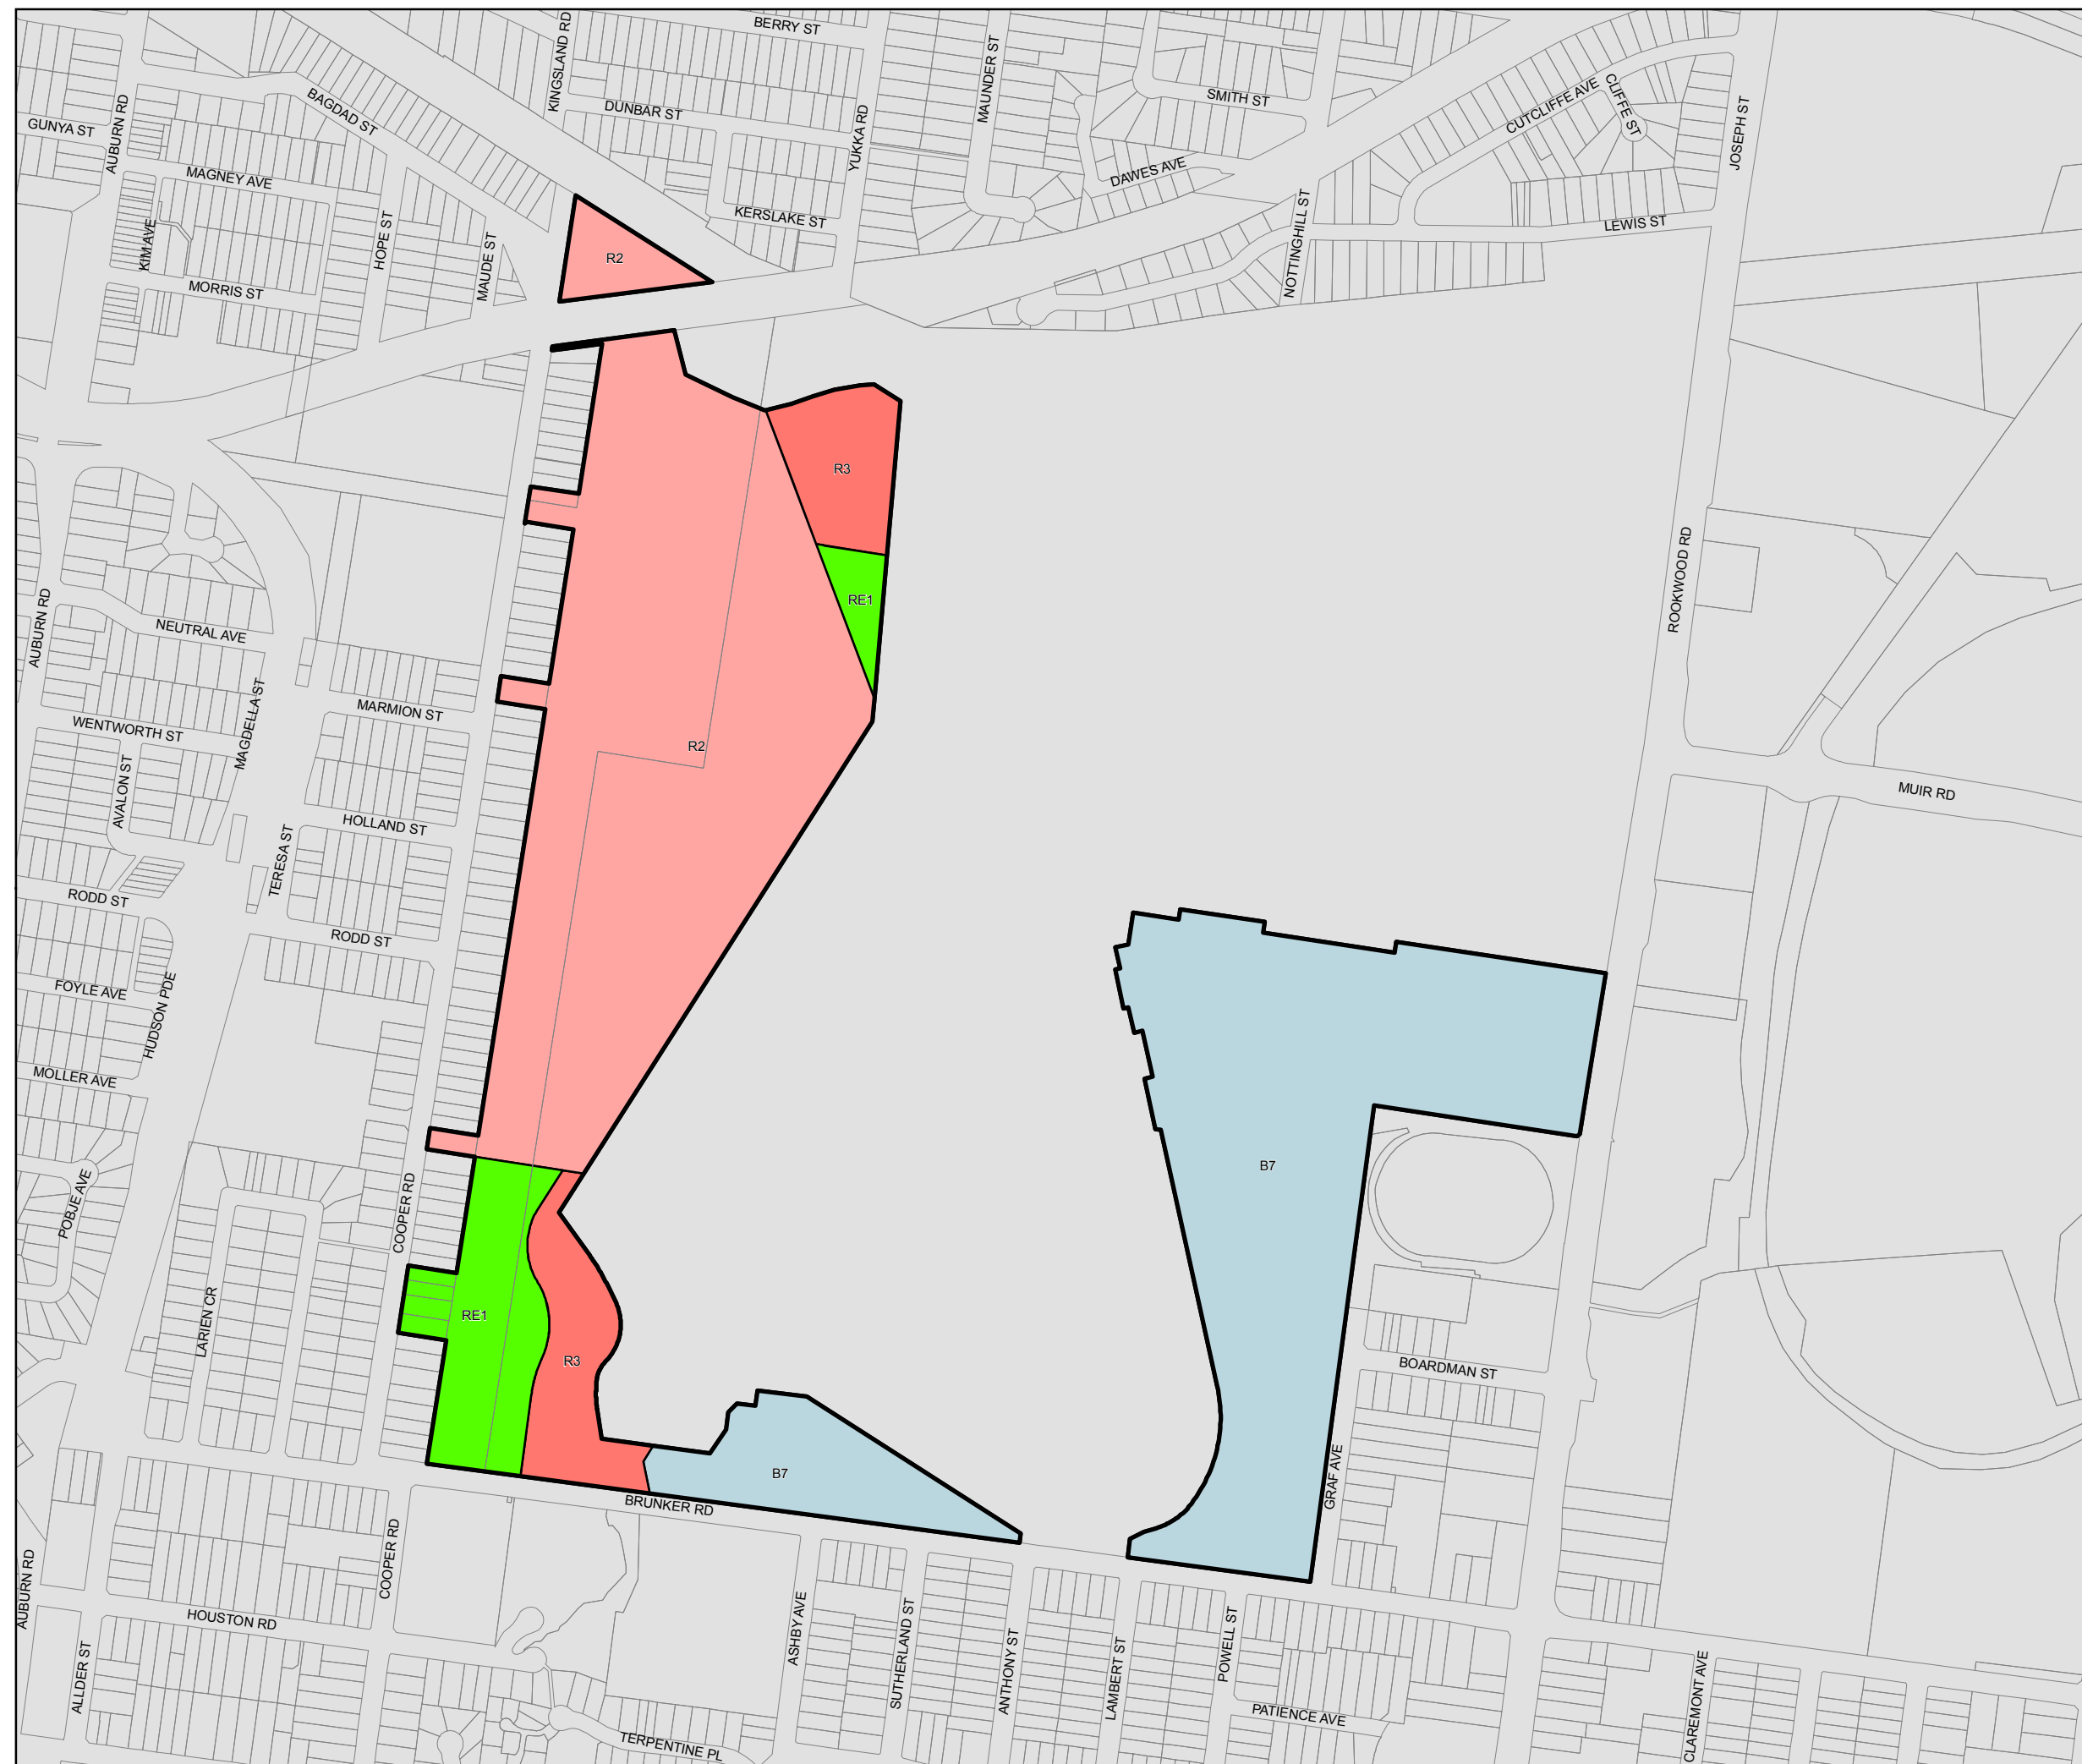 BERRY ST
KINGSLAND RD
MAUNDER ST
CLIFFE ST
CUTCLIFFE AVE
SMITH ST
BAGDAD ST
DUNBAR ST
GUNYA ST
AUBURN RD
YUKKA RD
JOSEPH ST
DAWES AVE
MAGNEY AVE
KERSLAKE ST
LEWIS ST
KIM AVE
HOPE ST
MAUDE ST
NOTTINGHILL ST
R2
MORRIS ST
R3
ROOKWOOD RD
RE1
AUBURN RD
NEUTRAL AVE
MARMION ST
MAGDELLA ST
WENTWORTH ST
R2
AVALON ST
MUIR RD
HOLLAND ST
TERESA ST
RODD ST
RODD ST
FOYLE AVE
HUDSON PDE
MOLLER AVE
B7
POBJE AVE
COOPER RD
LARIEN CR
RE1
R3
BOARDMAN ST
B7
GRAF AVE
BRUNKER RD
COOPER RD
AUBURN RD
HOUSTON RD
ALLDER ST
ASHBY AVE
SUTHERLAND ST
ANTHONY ST
LAMBERT ST
POWELL ST
PATIENCE AVE
CLAREMONT AVE
TERPENTINE PL